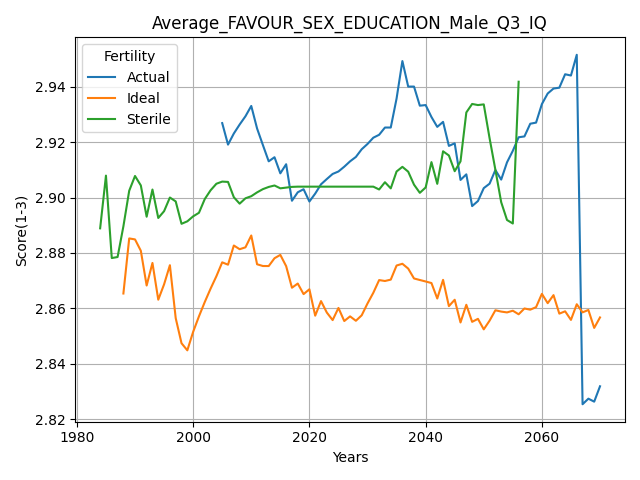 Average_FAVOUR_SEX_EDUCATION_Male_Q3_IQ
Fertility
Actual
Ideal
Sterile
Score(1-3)
2.94
2.92
2.90
2.88
2.86
2.84
2.82
1980
2000
2020
2040
2060
Years